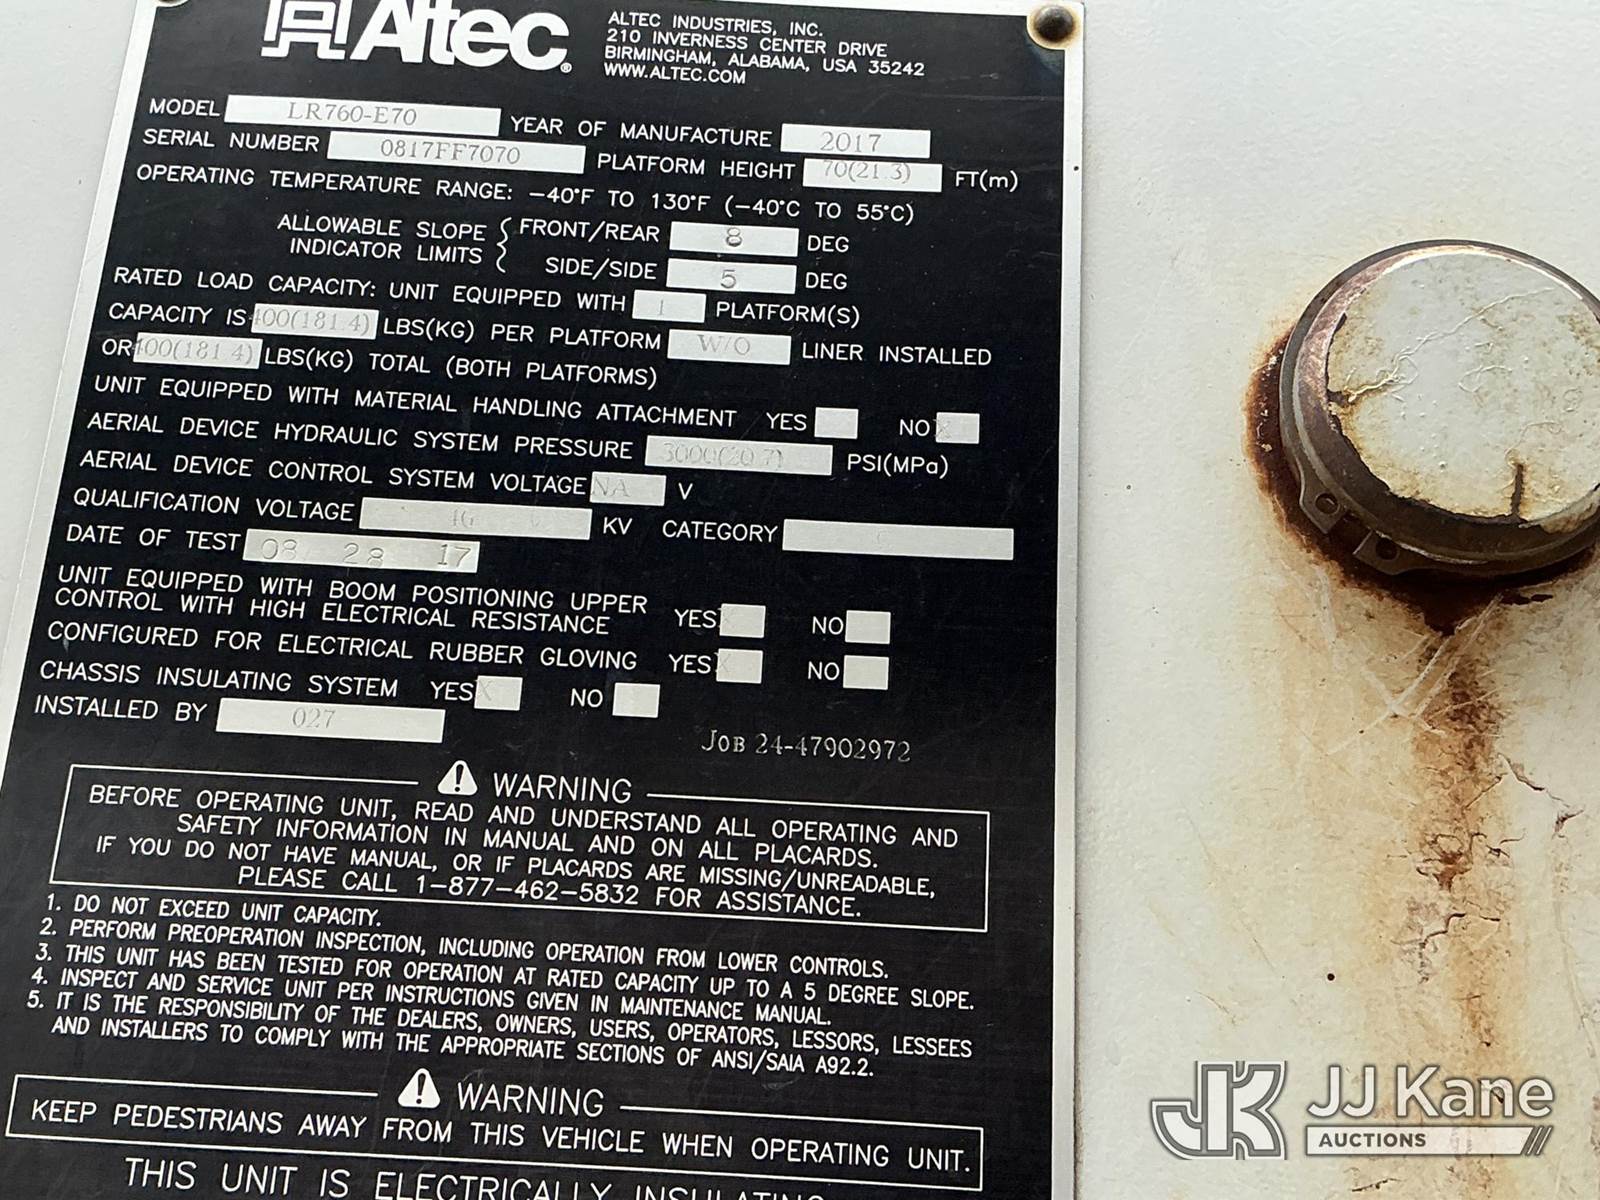 Altec®
ALTEC INDUSTRIES, INC.
210 INVERNESS CENTER DRIVE
BIRMINGHAM, ALABAMA, USA 35242
WWW.ALTEC.COM
MODEL LR760-E70 YEAR OF MANUFACTURE 2017
SERIAL NUMBER 0817FF7070 PLATFORM HEIGHT 70(21.3) FT(m)
OPERATING TEMPERATURE RANGE: -40°F TO 130°F (-40°C TO 55°C)
ALLOWABLE SLOPE INDICATOR LIMITS { FRONT/REAR 8 DEG
SIDE/SIDE 5 DEG
RATED LOAD CAPACITY: UNIT EQUIPPED WITH 1 PLATFORM(S)
CAPACITY IS 400(181.4) LBS(KG) PER PLATFORM W/O LINER INSTALLED
OR 400(181.4) LBS(KG) TOTAL (BOTH PLATFORMS)
UNIT EQUIPPED WITH MATERIAL HANDLING ATTACHMENT YES NO X
AERIAL DEVICE HYDRAULIC SYSTEM PRESSURE 3000(20.7) PSI(MPa)
AERIAL DEVICE CONTROL SYSTEM VOLTAGE NA V
QUALIFICATION VOLTAGE 46 KV CATEGORY C
DATE OF TEST 08 28 17
UNIT EQUIPPED WITH BOOM POSITIONING UPPER
CONTROL WITH HIGH ELECTRICAL RESISTANCE YES X NO
CONFIGURED FOR ELECTRICAL RUBBER GLOVING YES X NO
CHASSIS INSULATING SYSTEM YES X NO
INSTALLED BY 027
JOB 24-47902972
WARNING
BEFORE OPERATING UNIT, READ AND UNDERSTAND ALL OPERATING AND
SAFETY INFORMATION IN MANUAL AND ON ALL PLACARDS.
IF YOU DO NOT HAVE MANUAL, OR IF PLACARDS ARE MISSING/UNREADABLE,
PLEASE CALL 1-877-462-5832 FOR ASSISTANCE.
1. DO NOT EXCEED UNIT CAPACITY.
2. PERFORM PREOPERATION INSPECTION, INCLUDING OPERATION FROM LOWER CONTROLS.
3. THIS UNIT HAS BEEN TESTED FOR OPERATION AT RATED CAPACITY UP TO A 5 DEGREE SLOPE.
4. INSPECT AND SERVICE UNIT PER INSTRUCTIONS GIVEN IN MAINTENANCE MANUAL.
5. IT IS THE RESPONSIBILITY OF THE DEALERS, OWNERS, USERS, OPERATORS, LESSORS, LESSEES
AND INSTALLERS TO COMPLY WITH THE APPROPRIATE SECTIONS OF ANSI/SAIA A92.2.
WARNING
KEEP PEDESTRIANS AWAY FROM THIS VEHICLE WHEN OPERATING UNIT.
THIS UNIT IS ELECTRICALLY INSULATING
JJ Kane
AUCTIONS